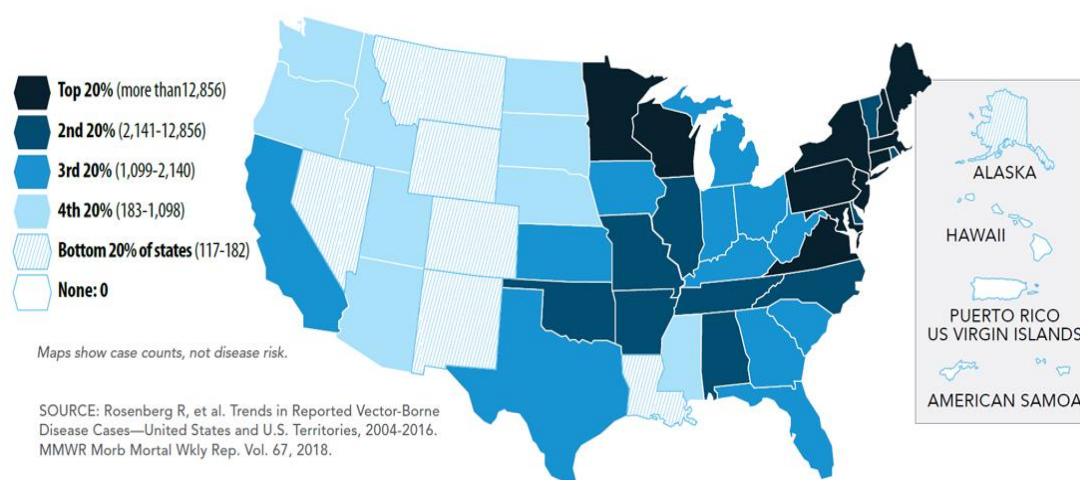 Top 20% (more than12,856)
2nd 20% (2,141-12,856)
3rd 20% (1,099-2,140)
4th 20% (183-1,098)
Bottom 20% of states (117-182)
None: 0
Maps show case counts, not disease risk.
SOURCE: Rosenberg R, et al. Trends in Reported Vector-Borne
Disease Cases—United States and U.S. Territories, 2004-2016.
MMWR Morb Mortal Wkly Rep. Vol. 67, 2018.
ALASKA
HAWAII
PUERTO RICO
US VIRGIN ISLANDS
AMERICAN SAMOA